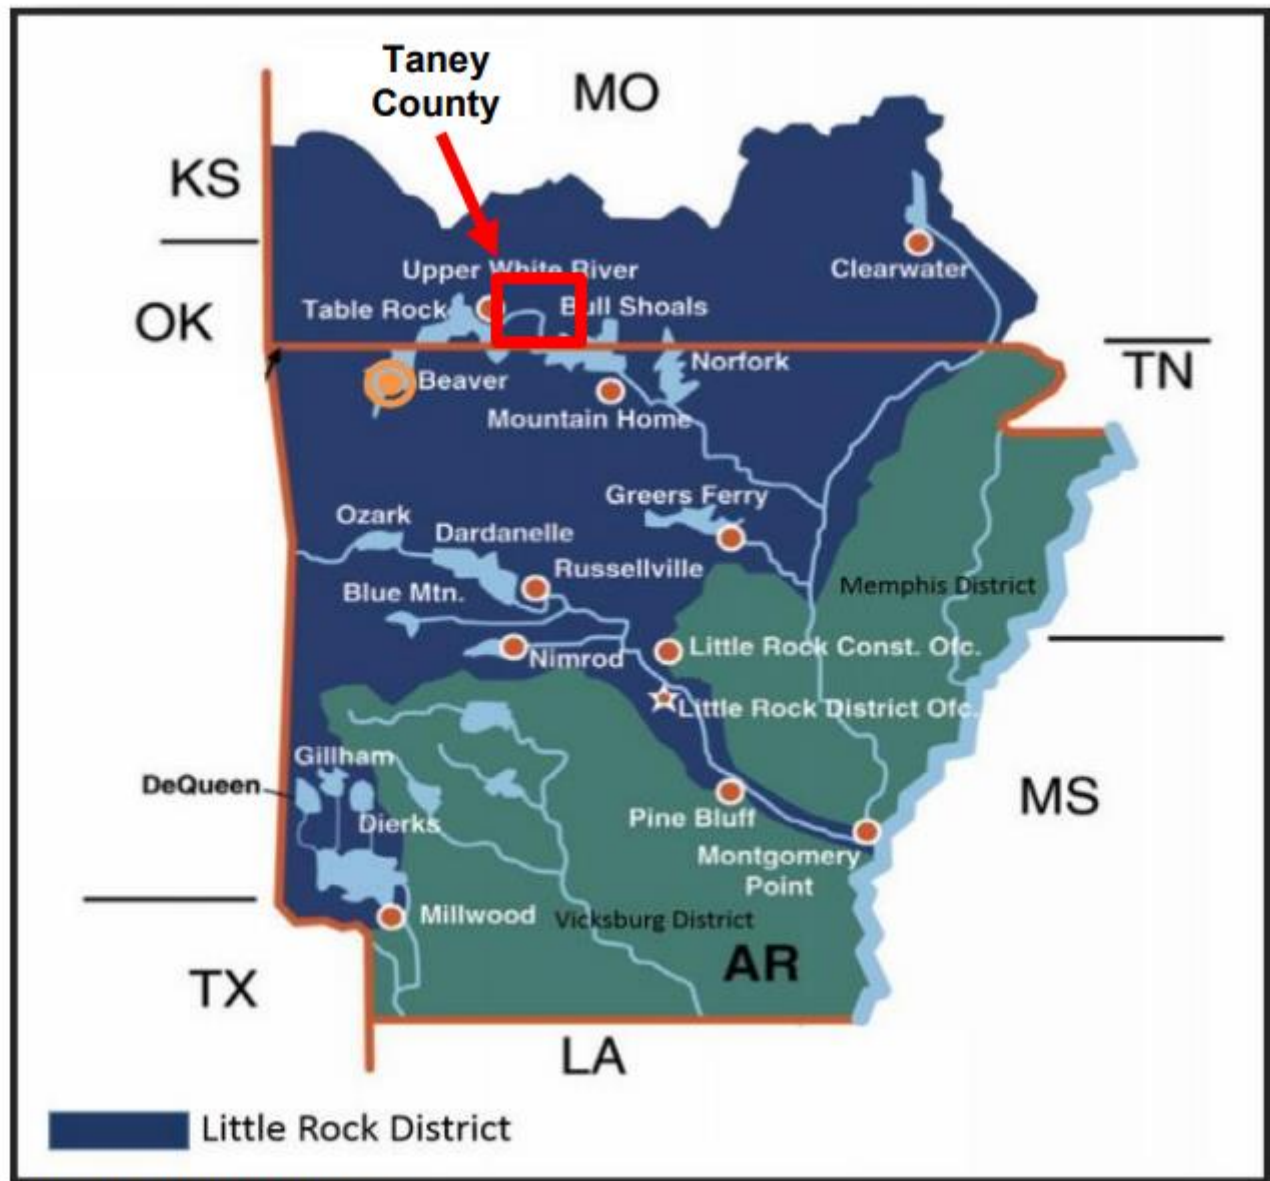 Taney
County
MO
KS
OK
Upper White River
Table Rock
Bull Shoals
Clearwater
Beaver
Norfork
TN
Mountain Home
Greers Ferry
Ozark
Dardanelle
Russellville
Blue Mtn.
Memphis District
Nimrod
Little Rock Const. Ofc.
Little Rock District Ofc.
Gillham
DeQueen
Dierks
Pine Bluff
MS
Montgomery
Point
Millwood
Vicksburg District
AR
TX
LA
Little Rock District